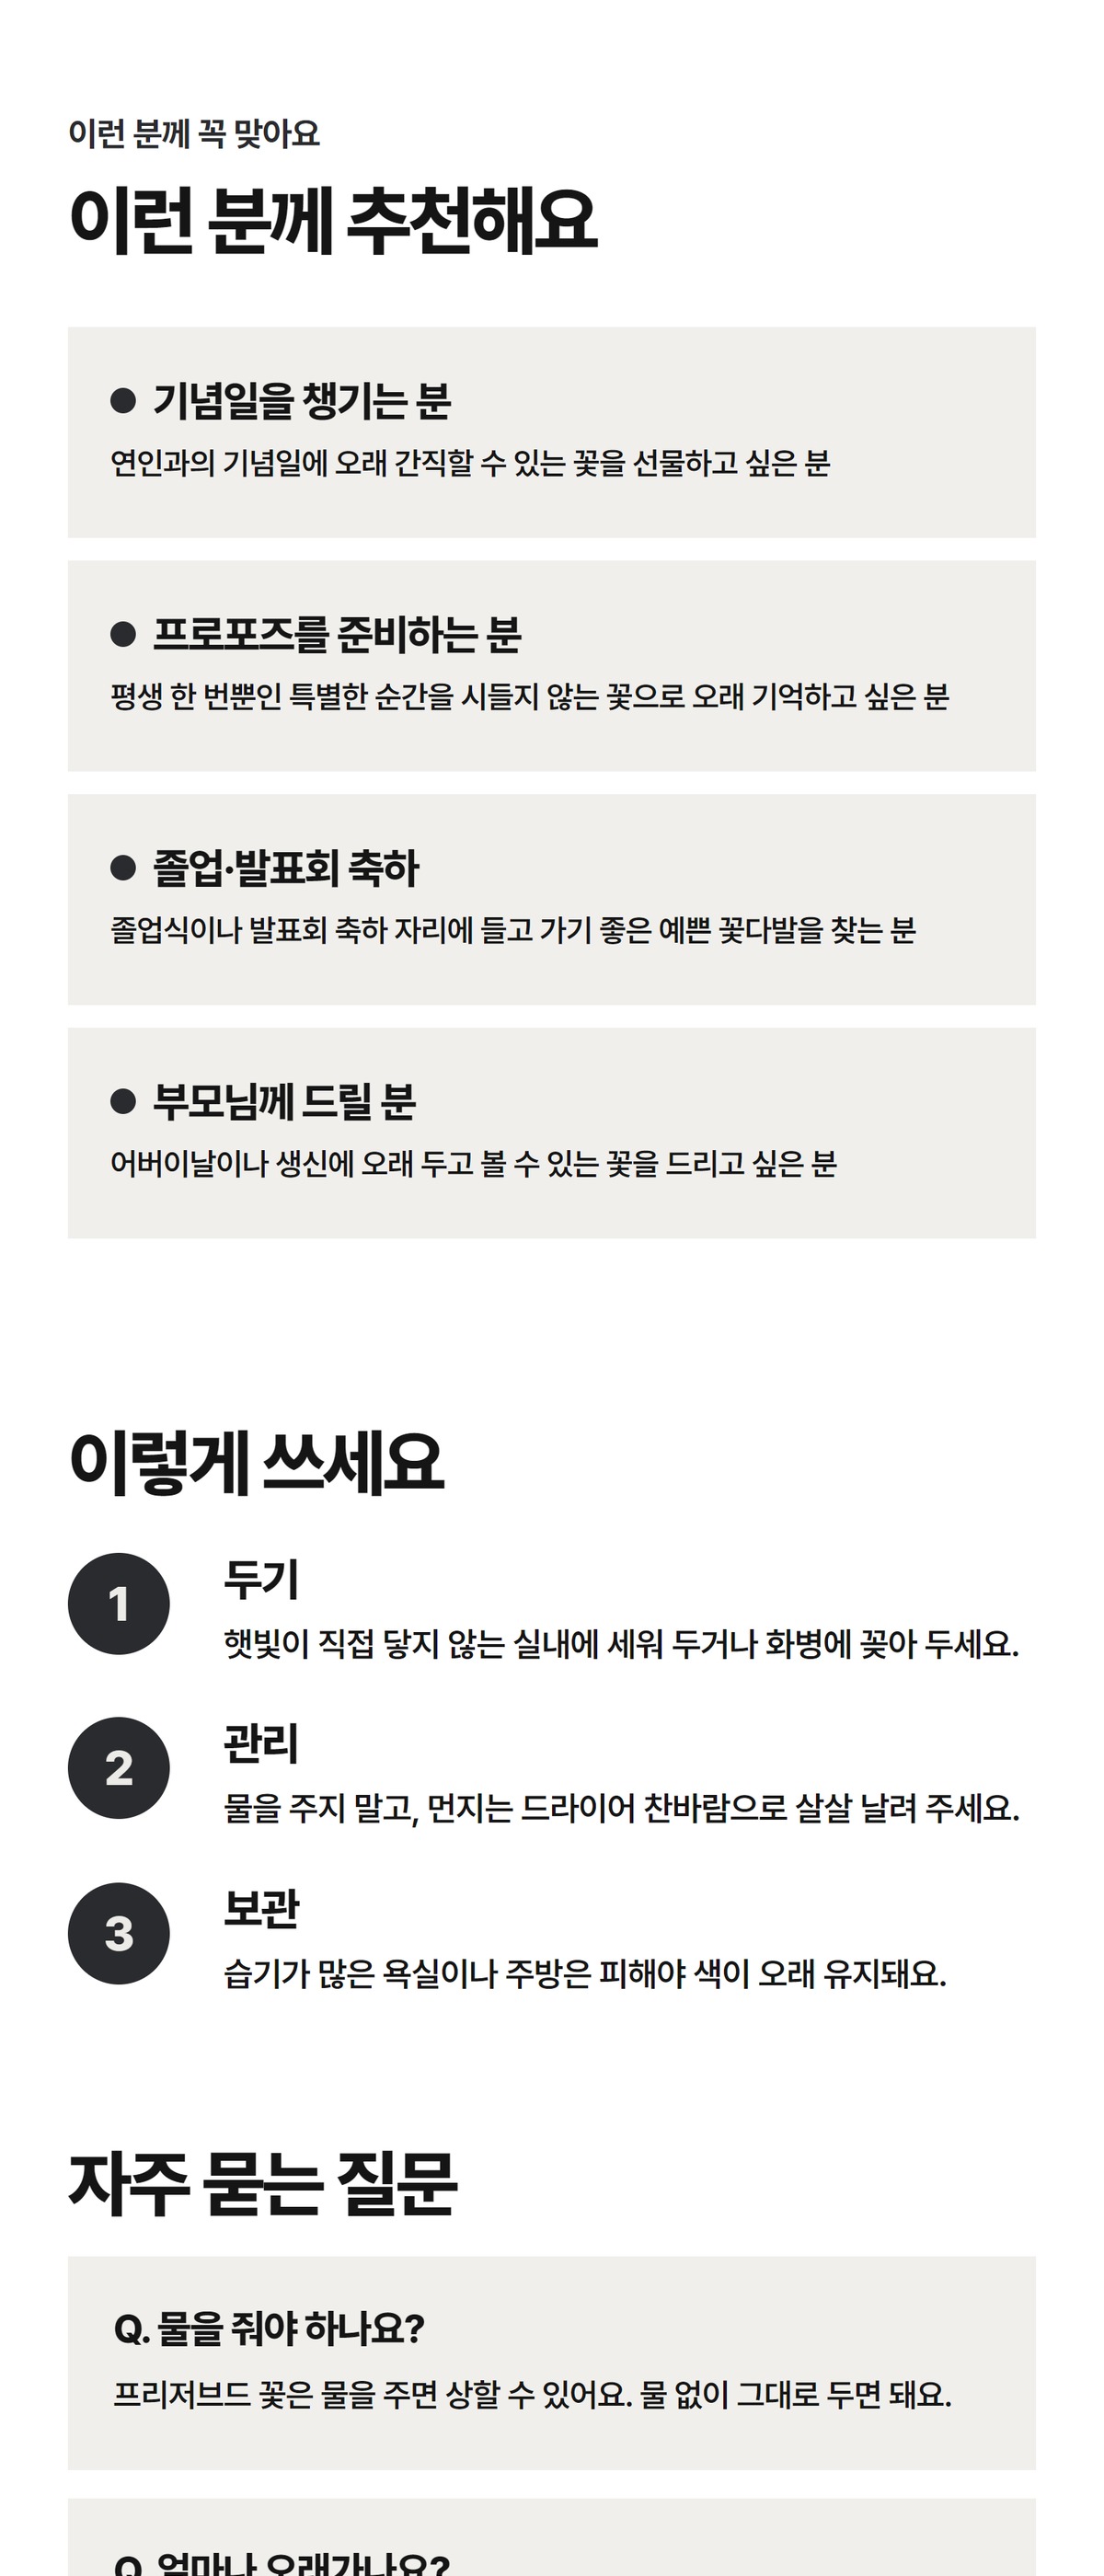 이런 분께 꼭 맞아요
이런 분께 추천해요
기념일을 챙기는 분
연인과의 기념일에 오래 간직할 수 있는 꽃을 선물하고 싶은 분
프로포즈를 준비하는 분
평생 한 번뿐인 특별한 순간을 시들지 않는 꽃으로 오래 기억하고 싶은 분
졸업·발표회 축하
졸업식이나 발표회 축하 자리에 들고 가기 좋은 예쁜 꽃다발을 찾는 분
부모님께 드릴 분
어버이날이나 생신에 오래 두고 볼 수 있는 꽃을 드리고 싶은 분
이렇게 쓰세요
1
두기
햇빛이 직접 닿지 않는 실내에 세워 두거나 화병에 꽂아 두세요.
2
관리
물을 주지 말고, 먼지는 드라이어 찬바람으로 살살 날려 주세요.
3
보관
습기가 많은 욕실이나 주방은 피해야 색이 오래 유지돼요.
자주 묻는 질문
Q. 물을 줘야 하나요?
프리저브드 꽃은 물을 주면 상할 수 있어요. 물 없이 그대로 두면 돼요.
Q. 얼마나 오래가나요?